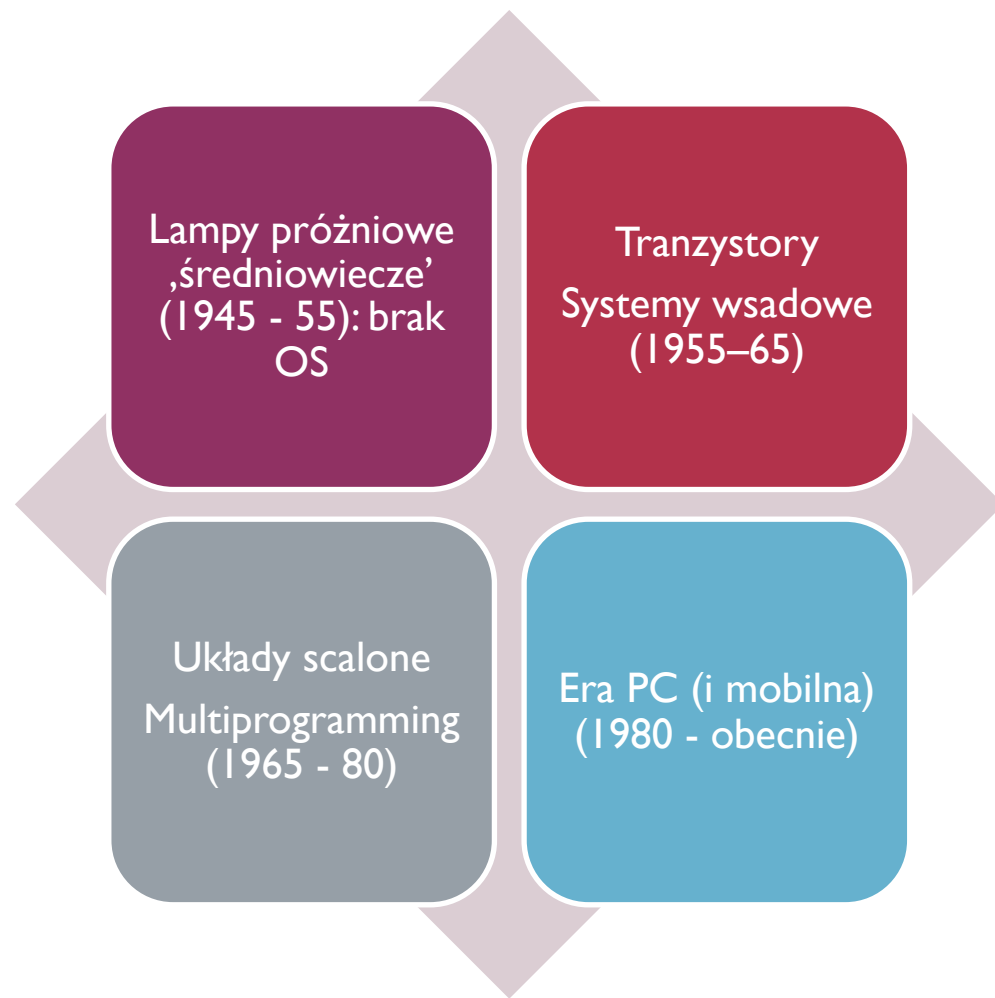 Lampy próżniowe
‚średniowiecze’
(1945 - 55): brak
OS
Tranzystory
Systemy wsadowe
(1955–65)
Układy scalone
Multiprogramming
(1965 - 80)
Era PC (i mobilna)
(1980 - obecnie)